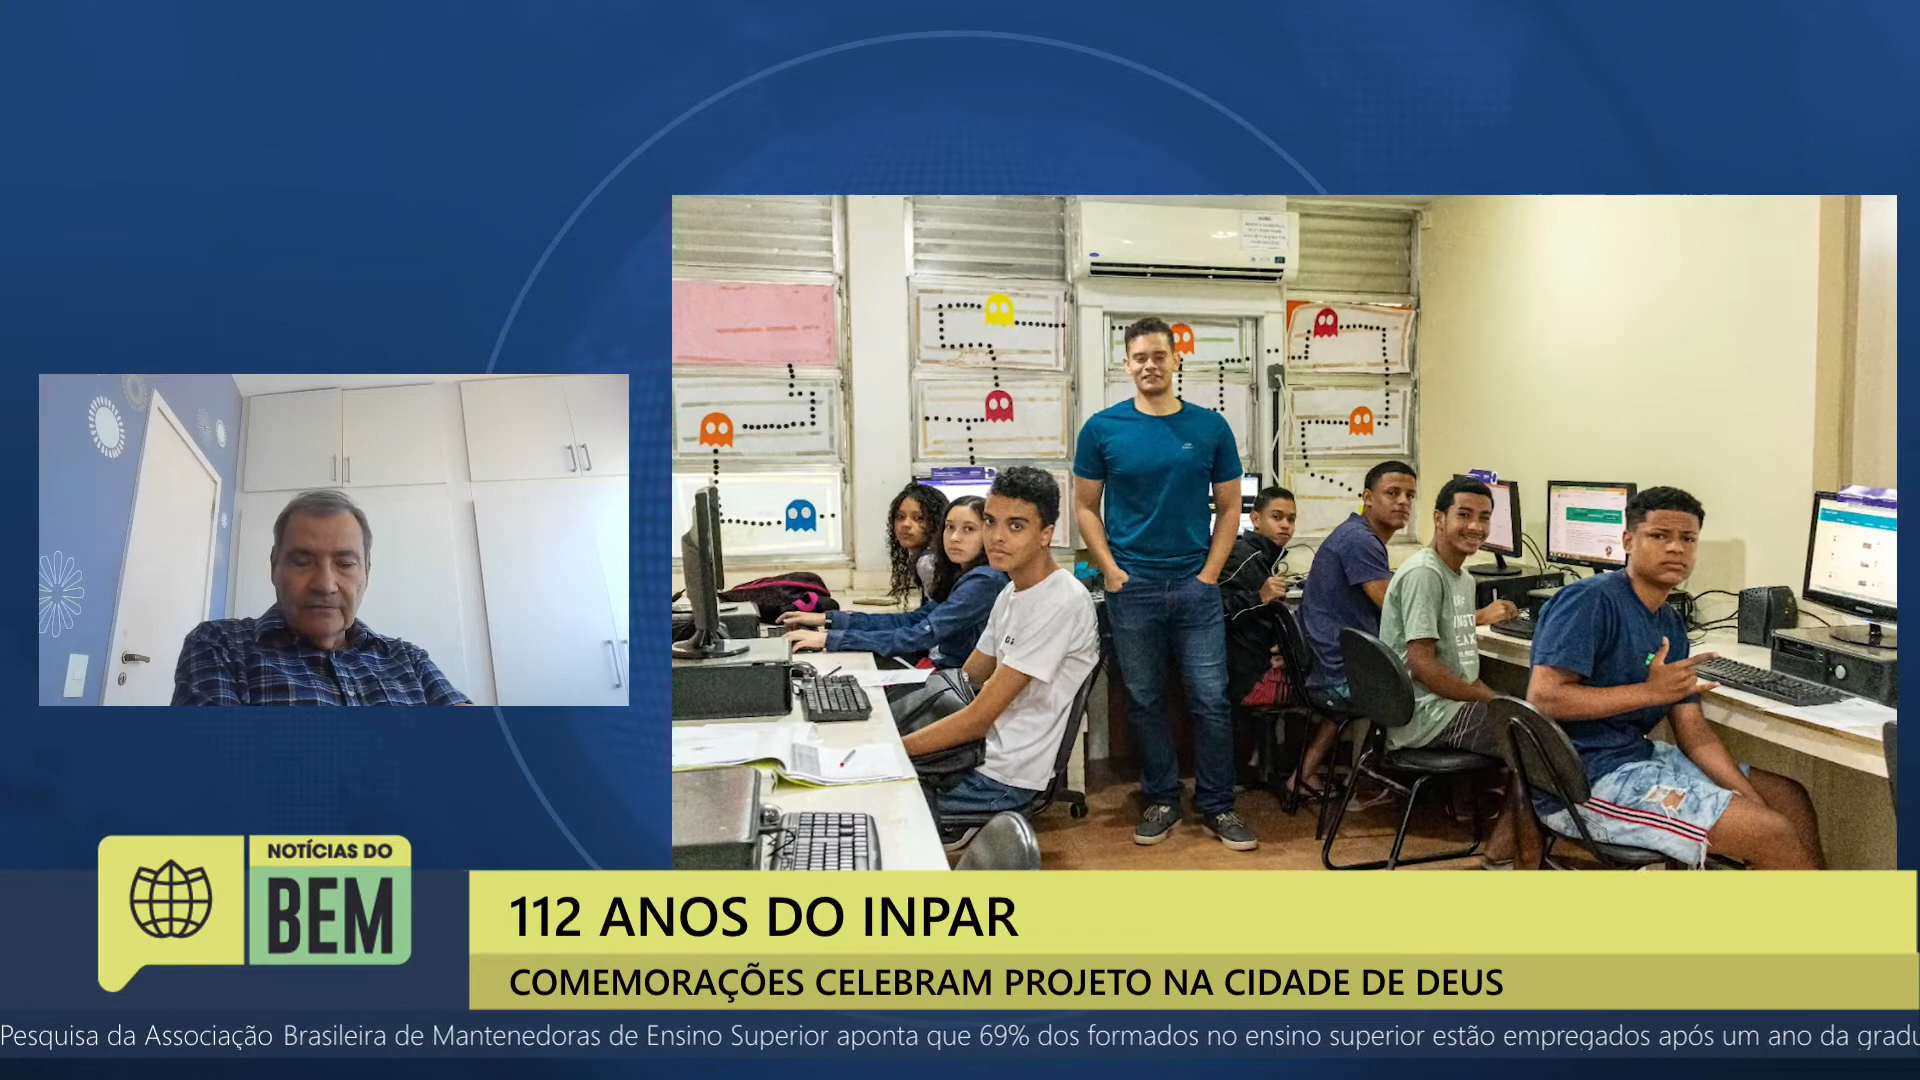 NOTÍCIAS DO
BEM
112 ANOS DO INPAR
COMEMORAÇÕES CELEBRAM PROJETO NA CIDADE DE DEUS
Pesquisa da Associação Brasileira de Mantenedoras de Ensino Superior aponta que 69% dos formados no ensino superior estão empregados após um ano da gradu